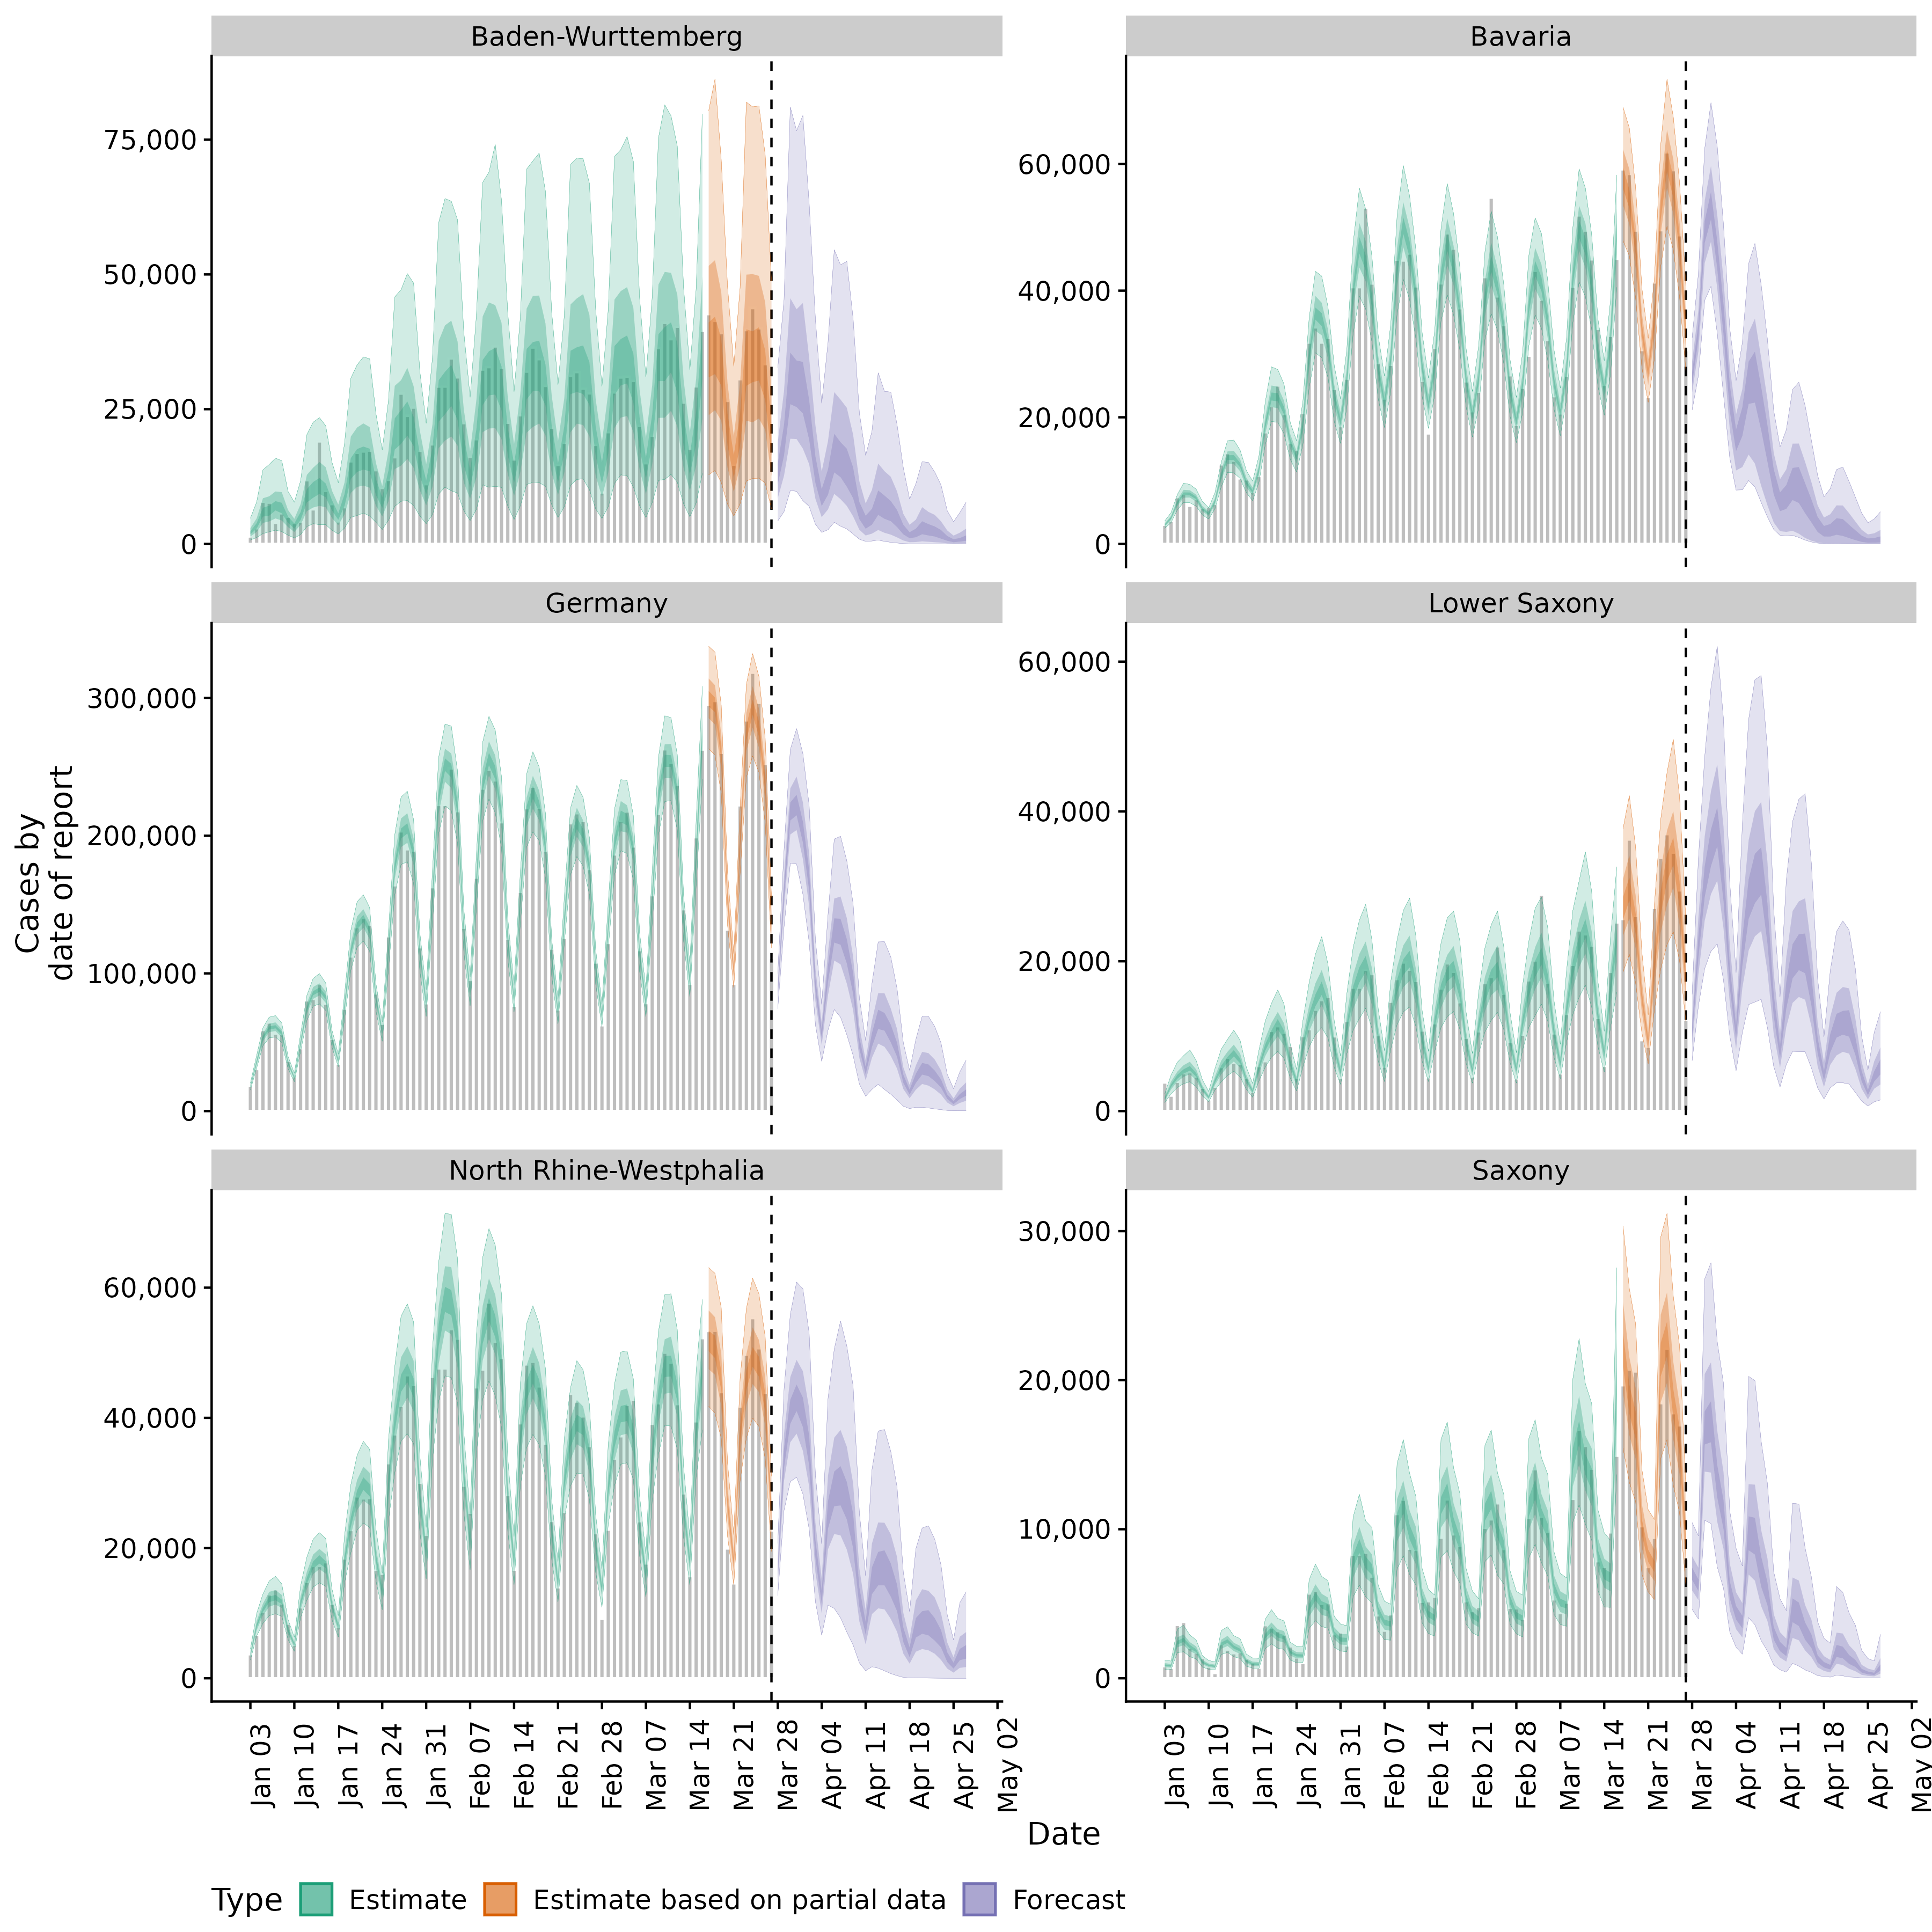 Baden-Wurttemberg
Bavaria
75,000
50,000
25,000
0
60,000
40,000
20,000
0
Germany
Lower Saxony
300,000
200,000
100,000
0
60,000
40,000
20,000
0
North Rhine-Westphalia
Saxony
60,000
40,000
20,000
0
30,000
20,000
10,000
0
Cases by
date of report
Jan 03
Jan 10
Jan 17
Jan 24
Jan 31
Feb 07
Feb 14
Feb 21
Feb 28
Mar 07
Mar 14
Mar 21
Mar 28
Apr 04
Apr 11
Apr 18
Apr 25
May 02
Jan 03
Jan 10
Jan 17
Jan 24
Jan 31
Feb 07
Feb 14
Feb 21
Feb 28
Mar 07
Mar 14
Mar 21
Mar 28
Apr 04
Apr 11
Apr 18
Apr 25
May 02
Date
Type Estimate Estimate based on partial data Forecast